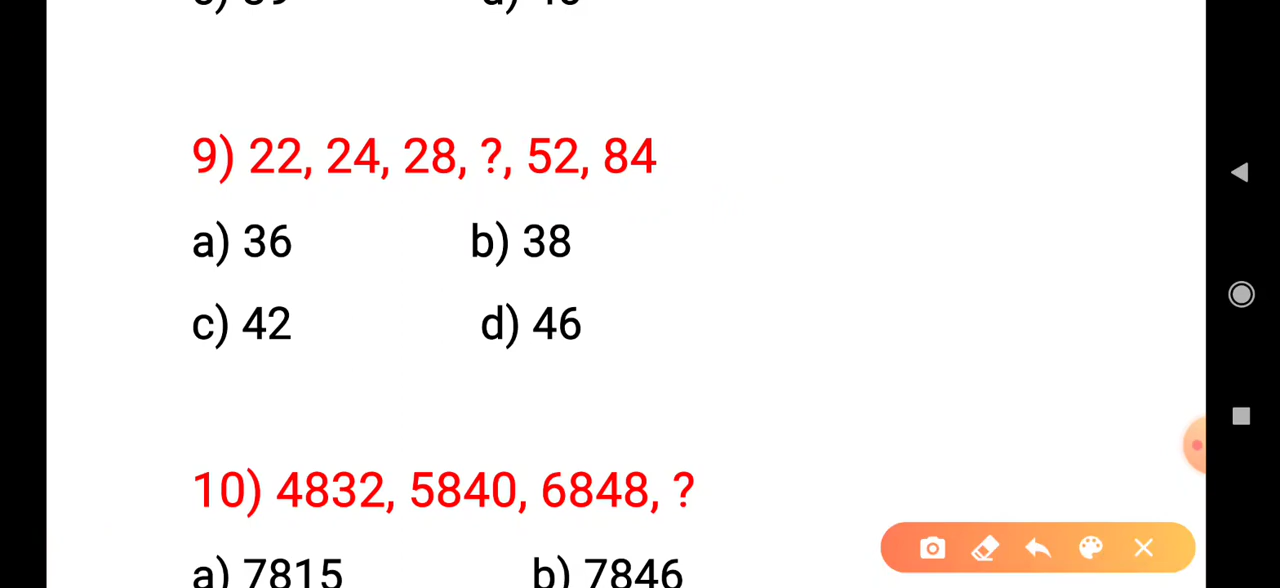 9) 22, 24, 28, ?, 52, 84
a) 36 b) 38
c) 42 d) 46
10) 4832, 5840, 6848, ?
a) 7815 b) 7846